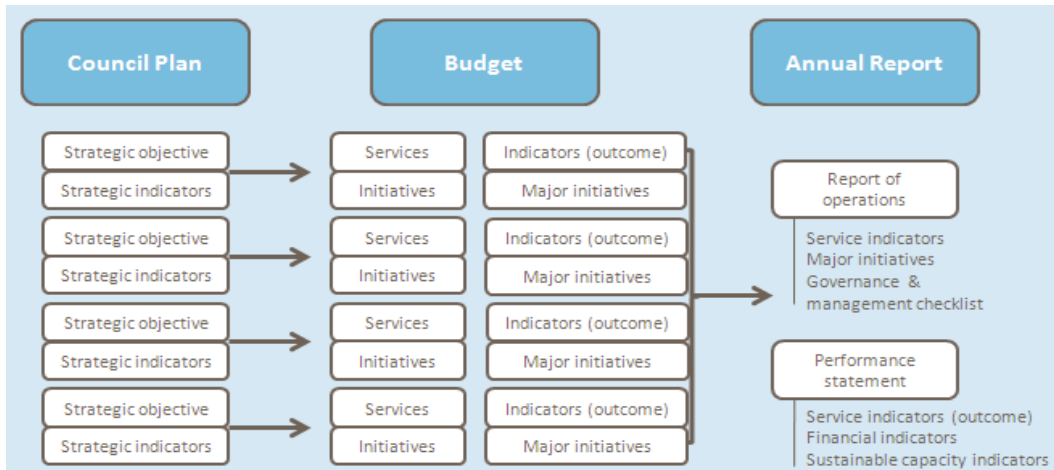 Council Plan
Budget
Annual Report
Strategic objective
Strategic indicators
Strategic objective
Strategic indicators
Strategic objective
Strategic indicators
Strategic objective
Strategic indicators
Services
Initiatives
Services
Initiatives
Services
Initiatives
Services
Initiatives
Indicators (outcome)
Major initiatives
Indicators (outcome)
Major initiatives
Indicators (outcome)
Major initiatives
Indicators (outcome)
Major initiatives
Report of
operations
Service indicators
Major initiatives
Governance &
management checklist
Performance
statement
Service indicators (outcome)
Financial indicators
Sustainable capacity indicators